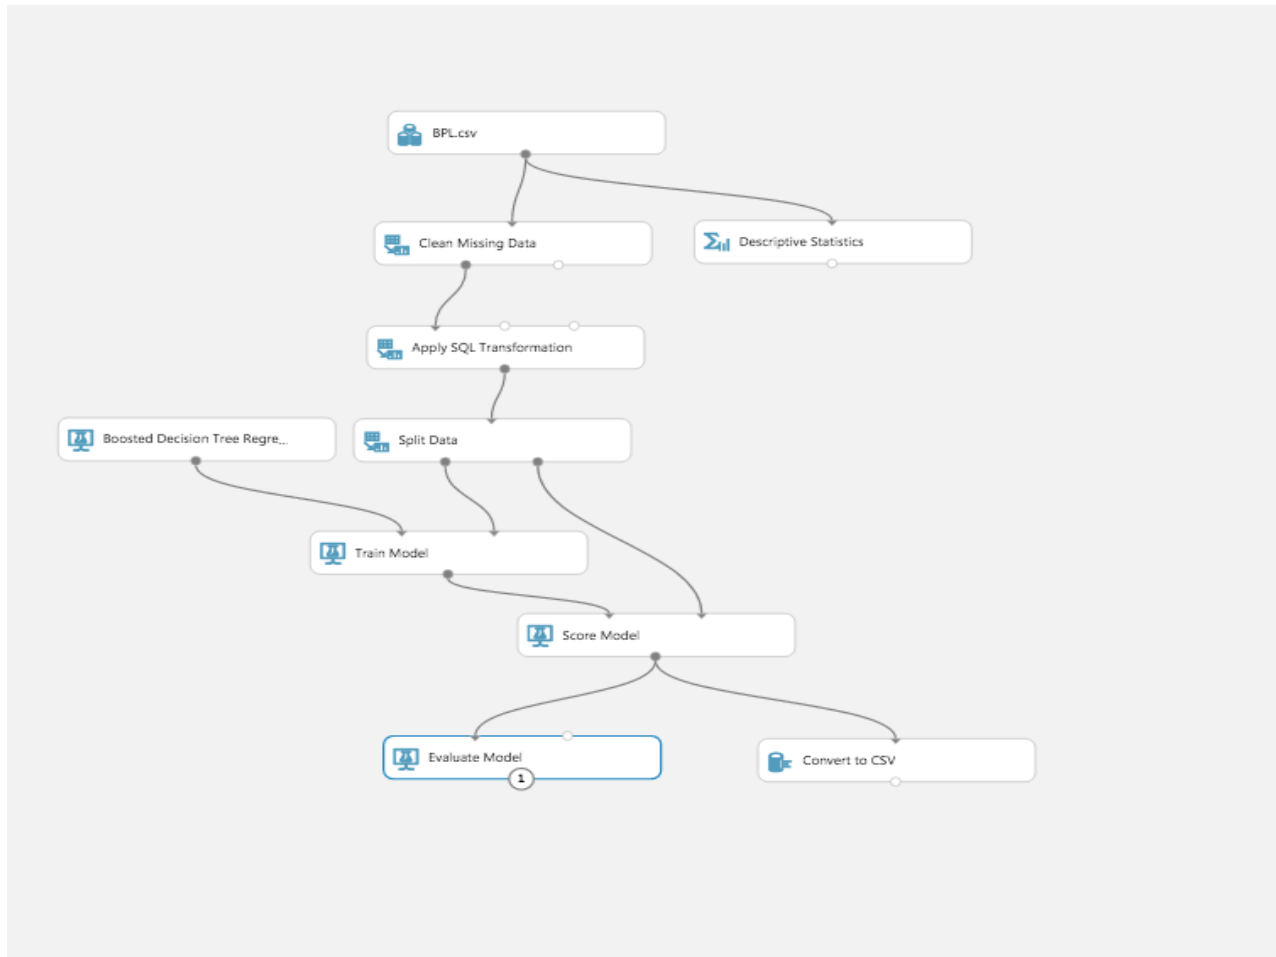 BPL.csv
Clean Missing Data
Descriptive Statistics
Apply SQL Transformation
Boosted Decision Tree Regre...
Split Data
Train Model
Score Model
Evaluate Model
1
Convert to CSV